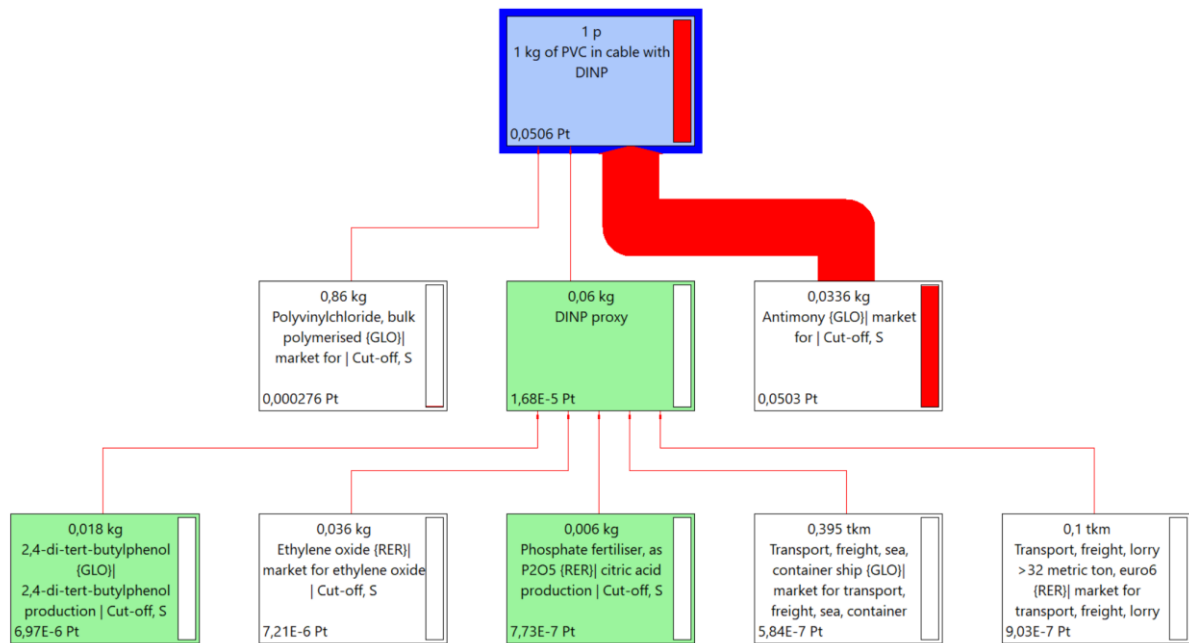 1 p
1 kg of PVC in cable with
DINP
0,0506 Pt
0,86 kg
Polyvinylchloride, bulk
polymerised {GLO}|
market for | Cut-off, S
0,000276 Pt
0,06 kg
DINP proxy
1,68E-5 Pt
0,0336 kg
Antimony {GLO}| market
for | Cut-off, S
0,0503 Pt
0,018 kg
2,4-di-tert-butylphenol
{GLO}|
2,4-di-tert-butylphenol
production | Cut-off, S
6,97E-6 Pt
0,036 kg
Ethylene oxide {RER}|
market for ethylene oxide
| Cut-off, S
7,21E-6 Pt
0,006 kg
Phosphate fertiliser, as
P2O5 {RER}| citric acid
production | Cut-off, S
7,73E-7 Pt
0,395 tkm
Transport, freight, sea,
container ship {GLO}|
market for transport,
freight, sea, container
5,84E-7 Pt
0,1 tkm
Transport, freight, lorry
>32 metric ton, euro6
{RER}| market for
transport, freight, lorry
9,03E-7 Pt